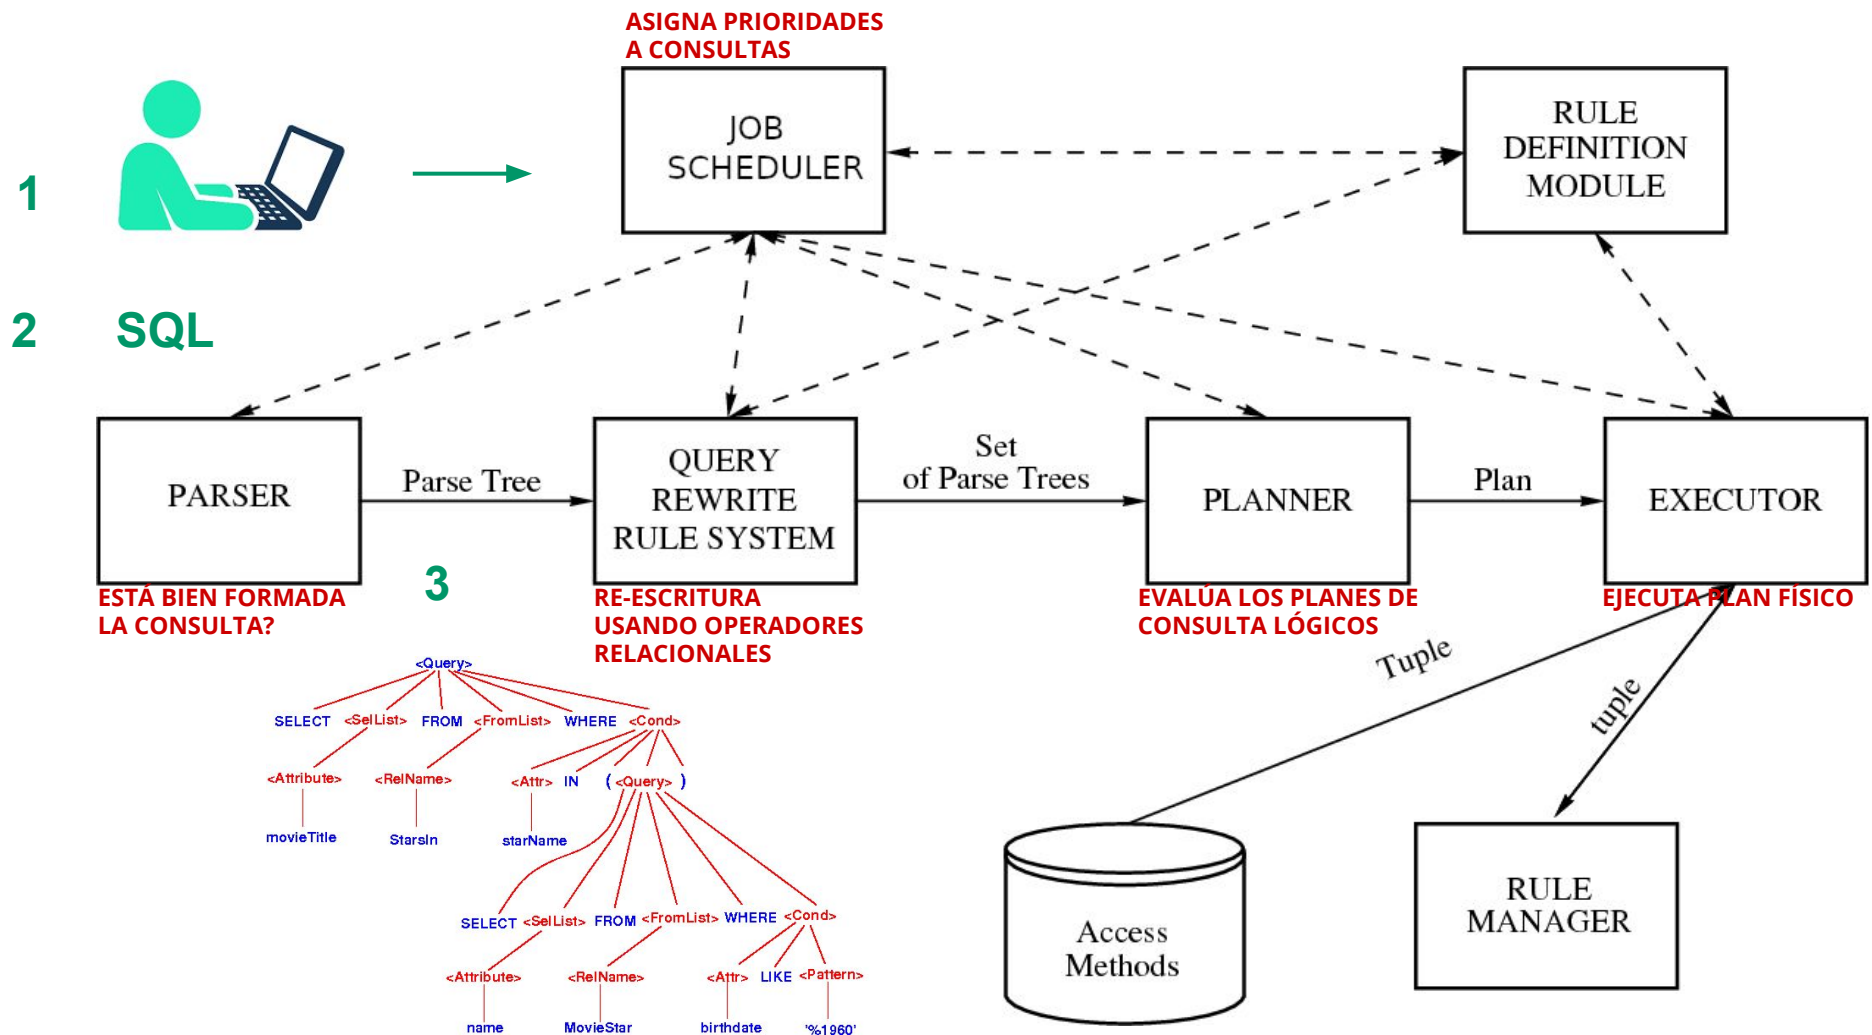 ASIGNA PRIORIDADES
A CONSULTAS
JOB
SCHEDULER
RULE
DEFINITION
MODULE
1
2 SQL
PARSER
Parse Tree
QUERY
REWRITE
RULE SYSTEM
Set
of Parse Trees
PLANNER
Plan
EXECUTOR
ESTÁ BIEN FORMADA
LA CONSULTA?
3
RE-ESCRITURA
USANDO OPERADORES
RELACIONALES
EVALÚA LOS PLANES DE
CONSULTA LÓGICOS
EJECUTA PLAN FÍSICO
Tuple
tuple
<Query>
SELECT <SelList> FROM <FromList> WHERE <Cond>
<Attribute> <RelName> <Attr> IN ( <Query> )
movieTitle StarsIn starName
SELECT <SelList> FROM <FromList> WHERE <Cond>
<Attribute> <RelName> <Attr> LIKE <Pattern>
name MovieStar birthdate '%1960'
Access
Methods
RULE
MANAGER